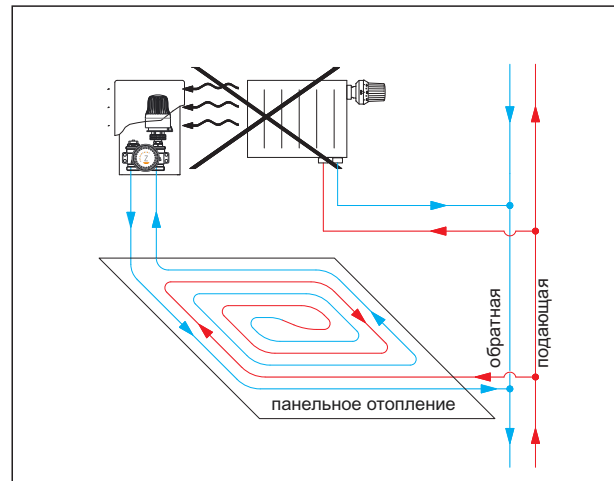 обратная
подающая
панельное отопление